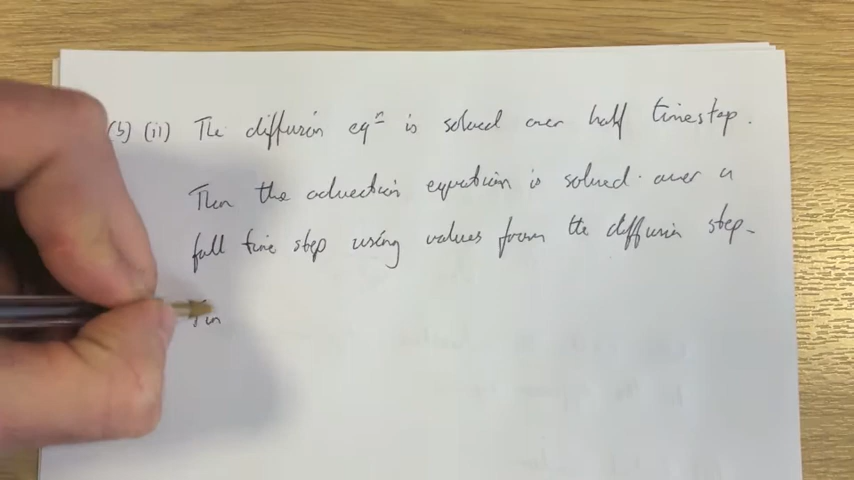 (b) (ii) The diffusion eqⁿ is solved over half timestep.
Then the advection equation is solved over a
full time step using values from the diffusion step.